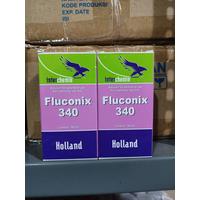 KODE PRODUKSI
EXP. DATE
Interchemie
Fluconix
340
Holland
Interchemie
Fluconix
340
Holland